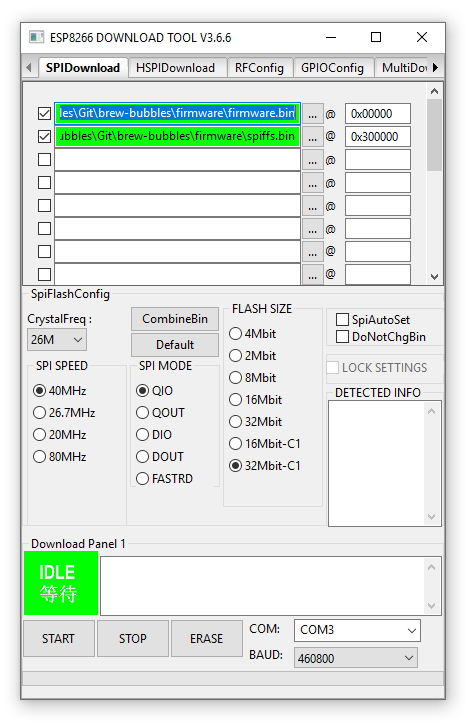 ESP8266 DOWNLOAD TOOL V3.6.6
SPIDownload HSPIDownload RFConfig GPIOConfig MultiDow
les\Git\brew-bubbles\firmware\firmware.bin ... @ 0x00000
ubbles\Git\brew-bubbles\firmware\spiffs.bin ... @ 0x300000
... @
... @
... @
... @
... @
... @
SpiFlashConfig
CrystalFreq :
26M
CombineBin
Default
SPI SPEED
40MHz
26.7MHz
20MHz
80MHz
SPI MODE
QIO
QOUT
DIO
DOUT
FASTRD
FLASH SIZE
4Mbit
2Mbit
8Mbit
16Mbit
32Mbit
16Mbit-C1
32Mbit-C1
SpiAutoSet
DoNotChgBin
LOCK SETTINGS
DETECTED INFO
Download Panel 1
IDLE
等待
START STOP ERASE
COM: COM3
BAUD: 460800